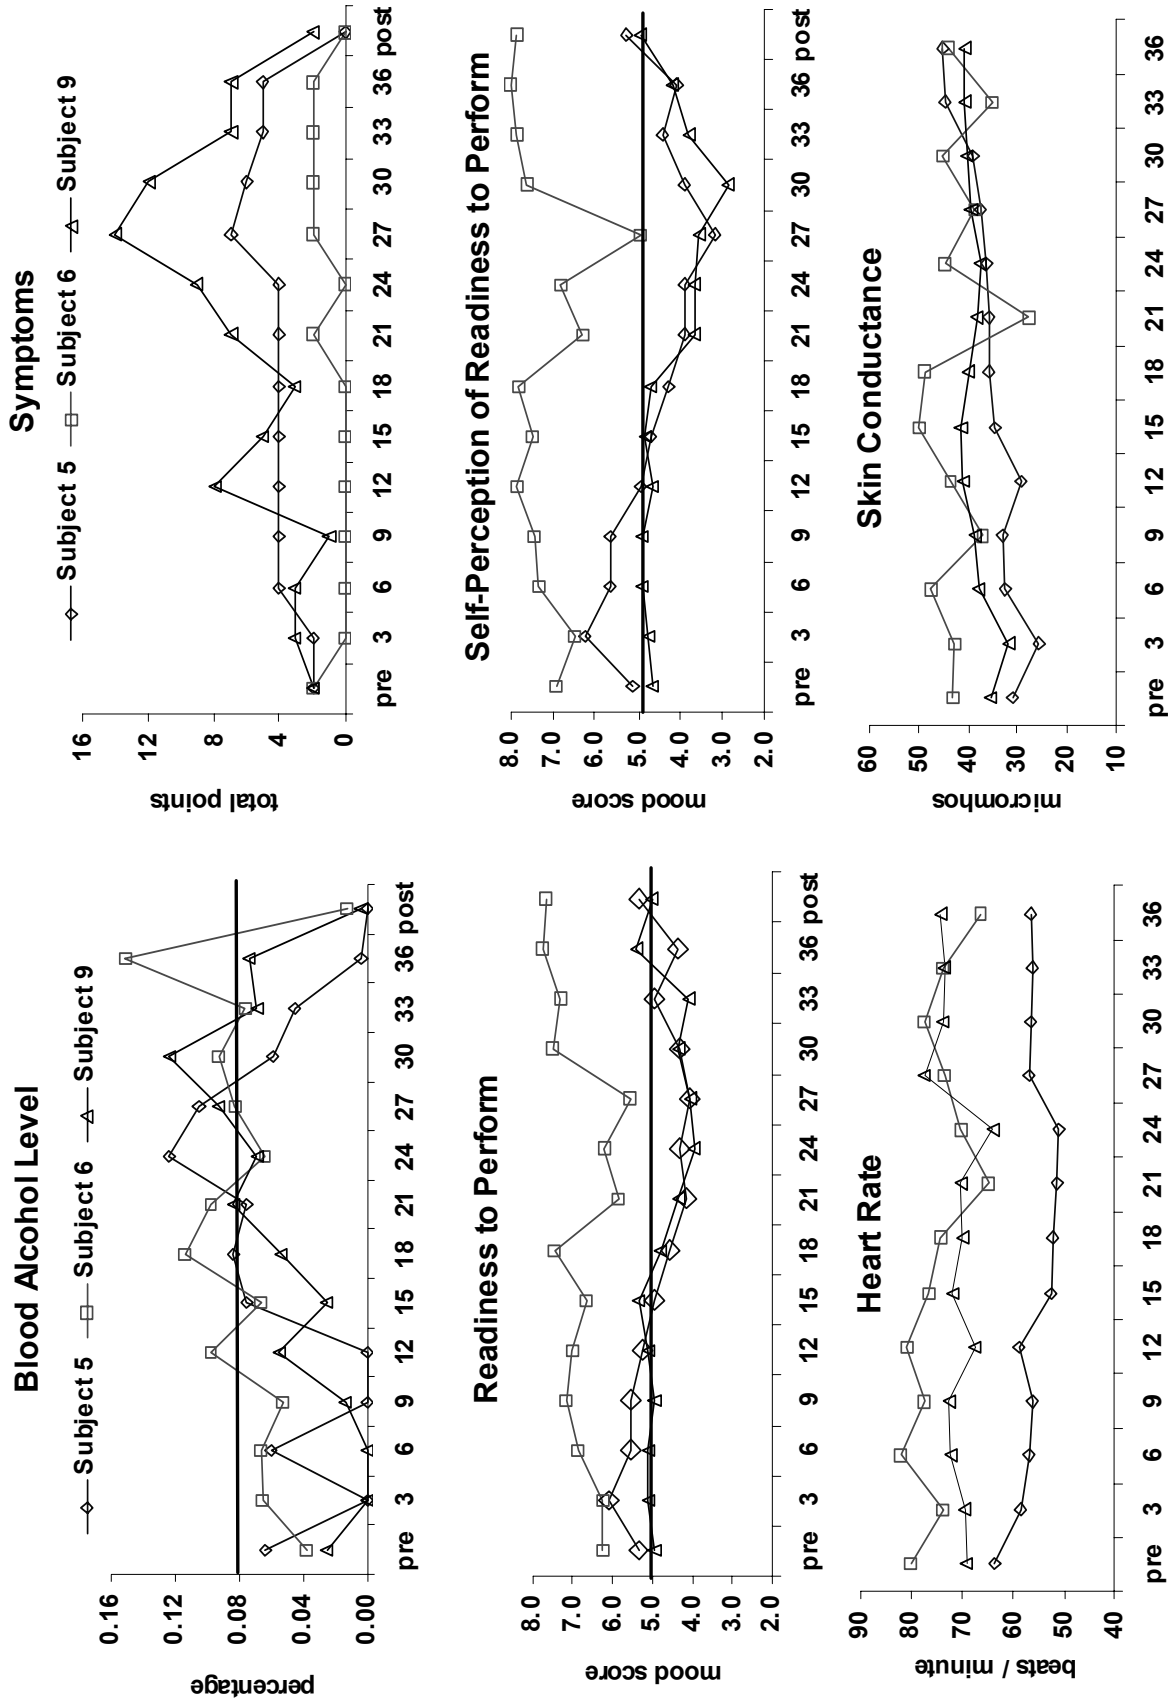 Blood Alcohol Level
Subject 5 Subject 6 Subject 9
percentage
0.16
0.12
0.08
0.04
0.00
pre 3 6 9 12 15 18 21 24 27 30 33 36 post
Symptoms
Subject 5 Subject 6 Subject 9
total points
16
12
8
4
0
pre 3 6 9 12 15 18 21 24 27 30 33 36 post
Readiness to Perform
mood score
8.0
7.0
6.0
5.0
4.0
3.0
2.0
pre 3 6 9 12 15 18 21 24 27 30 33 36 post
Self-Perception of Readiness to Perform
mood score
8.0
7.0
6.0
5.0
4.0
3.0
2.0
pre 3 6 9 12 15 18 21 24 27 30 33 36 post
Heart Rate
beats / minute
90
80
70
60
50
40
pre 3 6 9 12 15 18 21 24 27 30 33 36
Skin Conductance
micromhos
60
50
40
30
20
10
pre 3 6 9 12 15 18 21 24 27 30 33 36